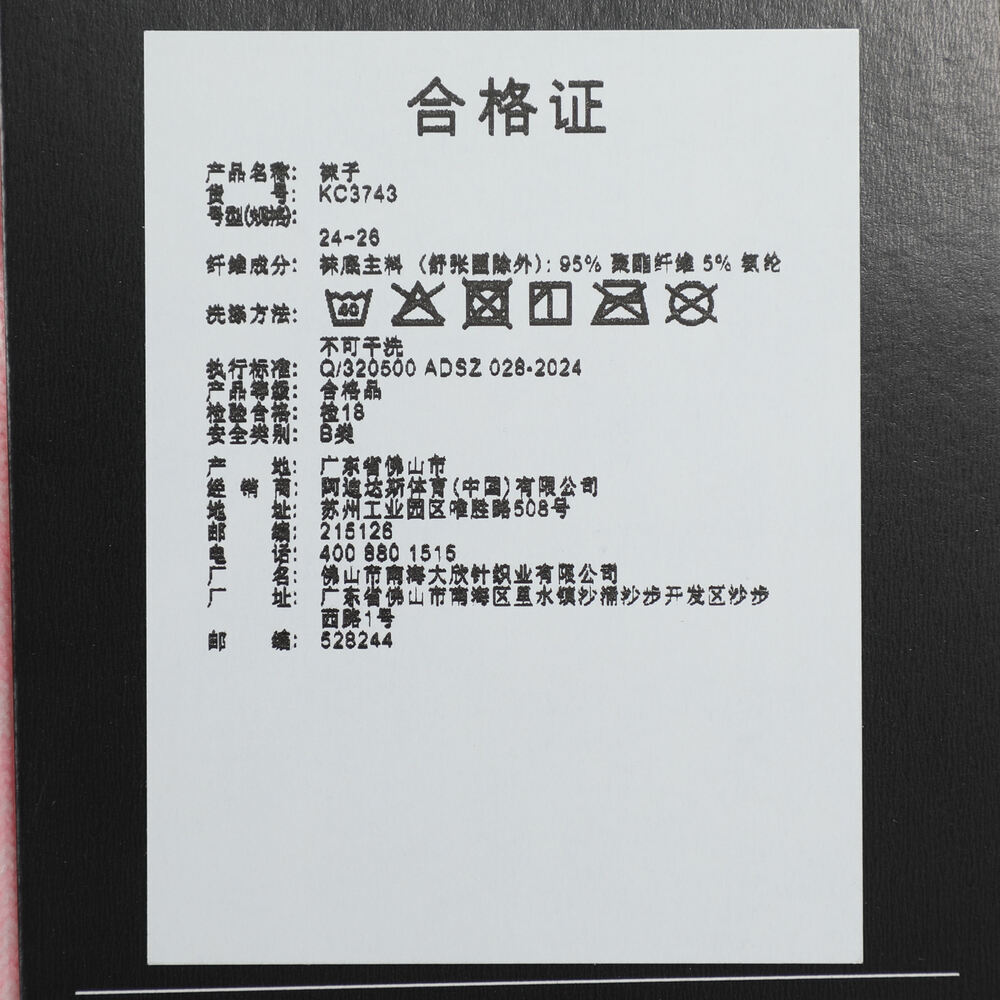 合格证
产品名称: 袜子
货 号: KC3743
号型(规格):
24-26
纤维成分: 袜底主料 (舒张圈除外): 95% 聚酯纤维 5% 氨纶
洗涤方法: 40
不可干洗
执行标准: Q/320500 ADSZ 028-2024
产品等级: 合格品
检验合格: 检18
安全类别: B类
产 地: 广东省佛山市
经 销 商: 阿迪达斯体育(中国)有限公司
地 址: 苏州工业园区唯胜路508号
邮 编: 215126
电 话: 400 880 1515
厂 名: 佛山市南海大欣针织业有限公司
厂 址: 广东省佛山市南海区里水镇沙涌沙步开发区沙步
西路1号
邮 编: 528244